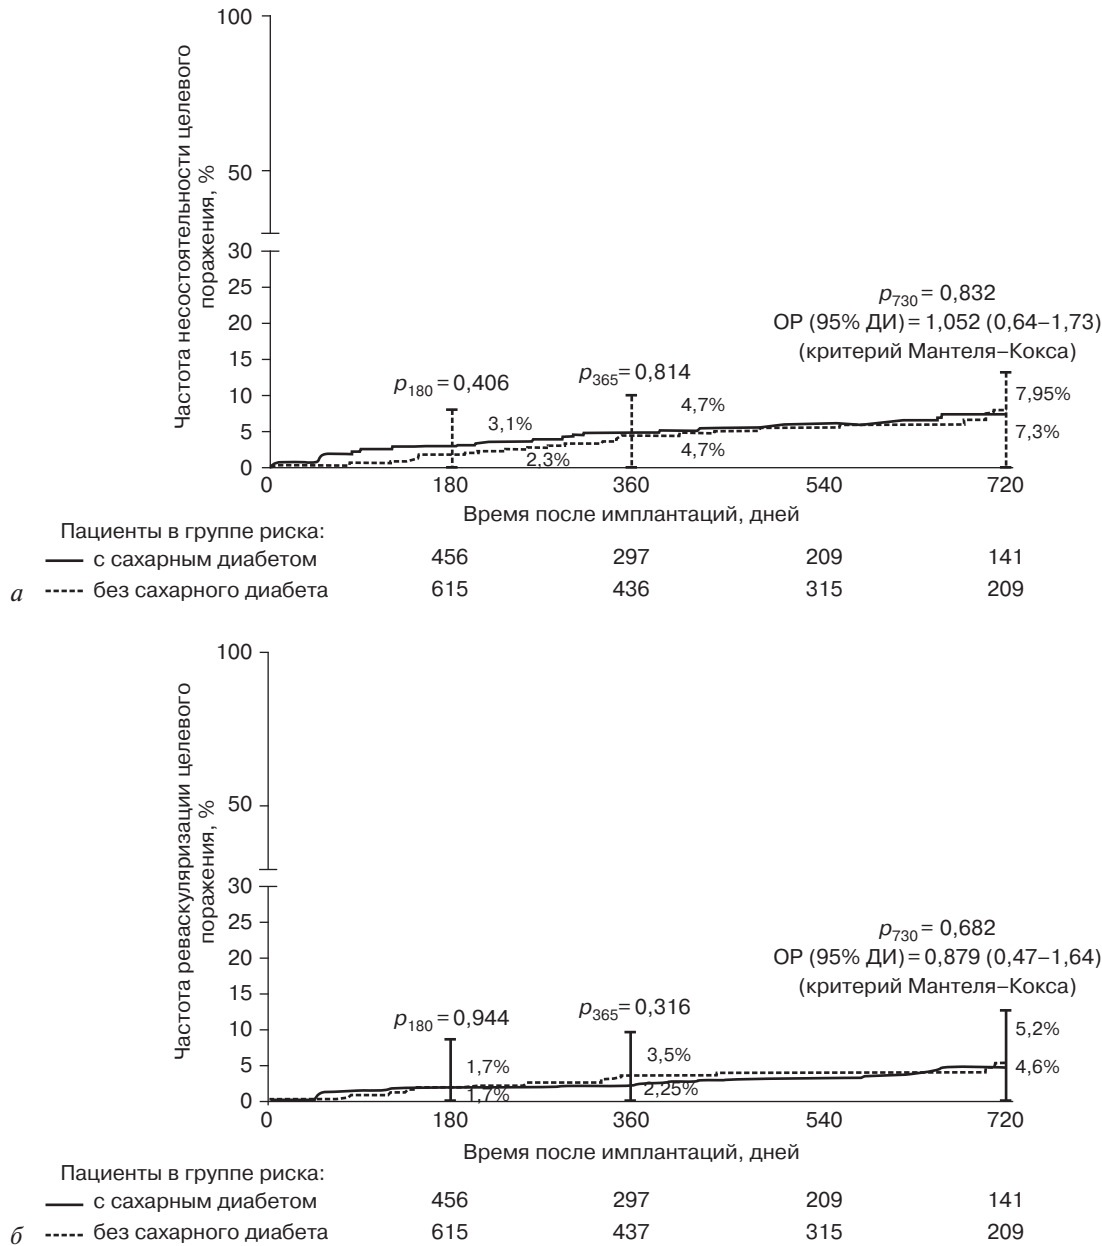 100
50
30
25
20
15
10
5
0
Частота несостоятельности целевого
поражения, %
p730 = 0,832
ОР (95% ДИ) = 1,052 (0,64–1,73)
(критерий Мантеля–Кокса)
p180 = 0,406
p365 = 0,814
3,1%
2,3%
4,7%
4,7%
7,95%
7,3%
0 180 360 540 720
Время после имплантаций, дней
Пациенты в группе риска:
с сахарным диабетом 456 297 209 141
а без сахарного диабета 615 436 315 209
100
50
30
25
20
15
10
5
0
Частота реваскуляризации целевого
поражения, %
p730 = 0,682
ОР (95% ДИ) = 0,879 (0,47–1,64)
(критерий Мантеля–Кокса)
p180 = 0,944
p365 = 0,316
1,7%
1,7%
3,5%
2,25%
5,2%
4,6%
0 180 360 540 720
Время после имплантаций, дней
Пациенты в группе риска:
с сахарным диабетом 456 297 209 141
б без сахарного диабета 615 437 315 209